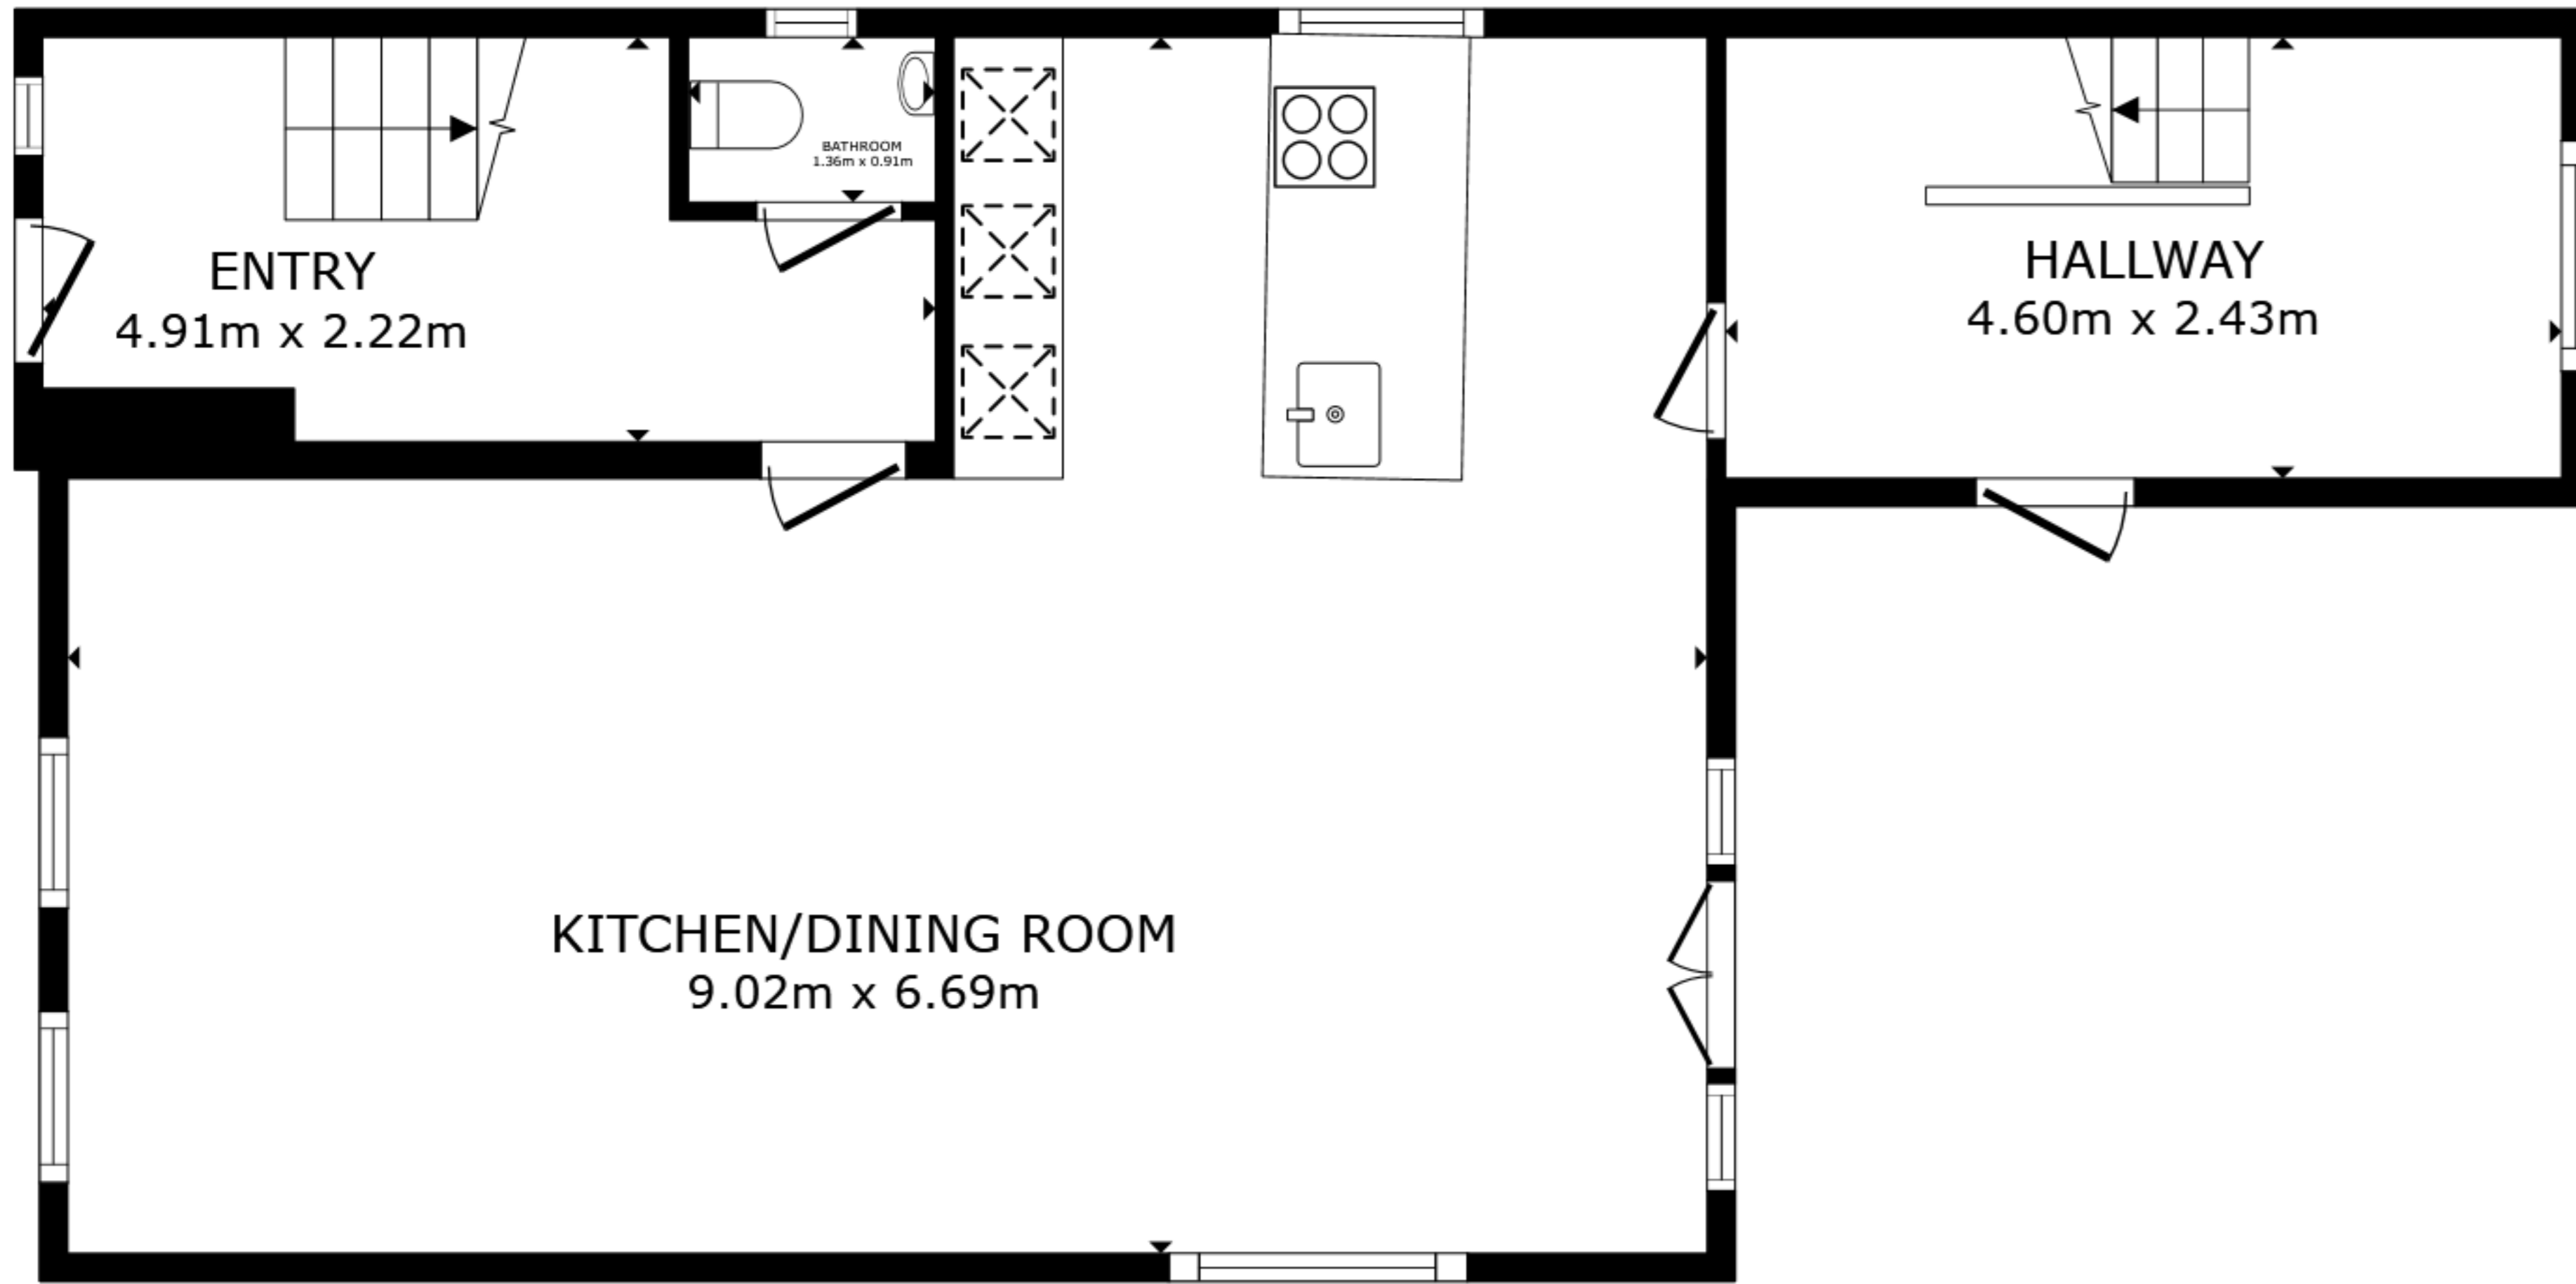 BATHROOM
1.36m x 0.91m
ENTRY
4.91m x 2.22m
HALLWAY
4.60m x 2.43m
KITCHEN/DINING ROOM
9.02m x 6.69m